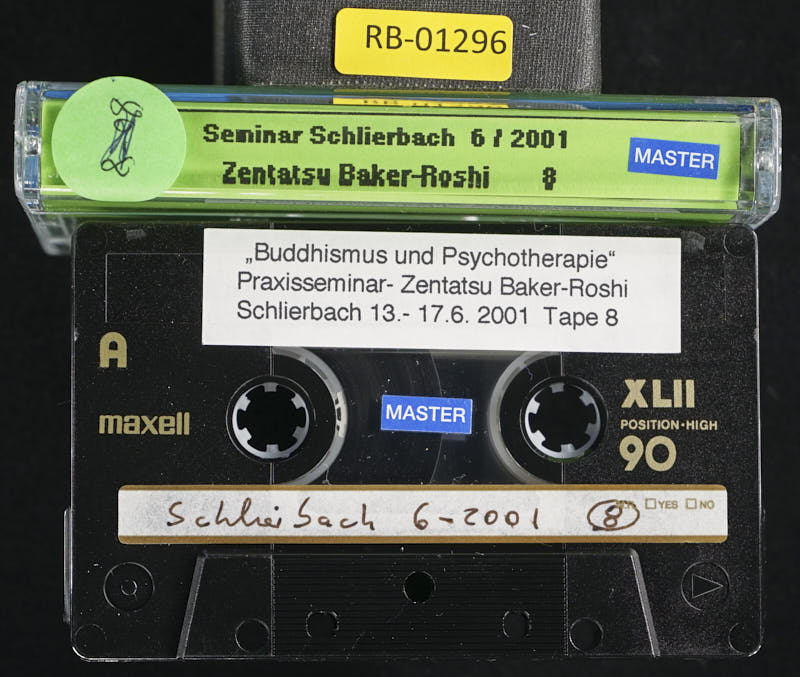 RB-01296
Seminar Schlierbach 6 / 2001
Zentatsu Baker-Roshi 8
MASTER
„Buddhismus und Psychotherapie“
Praxisseminar- Zentatsu Baker-Roshi
Schlierbach 13.- 17.6. 2001 Tape 8
A
maxell
MASTER
XLII
POSITION·HIGH
90
Schlierbach 6-2001 8
YES NO